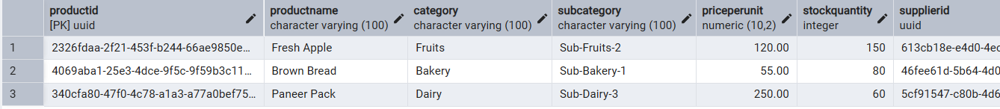 productid productname category subcategory priceperunit stockquantity supplierid
[PK] uuid character varying (100) character varying (100) character varying (100) numeric (10,2) integer uuid
1 2326fdaa-2f21-453f-b244-66ae9850e... Fresh Apple Fruits Sub-Fruits-2 120.00 150 613cb18e-e4d0-4ec
2 4069aba1-25e3-4dce-9f5c-9f59b3c11... Brown Bread Bakery Sub-Bakery-1 55.00 80 46fee61d-5b64-4d0
3 340cfa80-47f0-4c78-a1a3-a77a0bef75... Paneer Pack Dairy Sub-Dairy-3 250.00 60 5cf91547-c80b-4d6